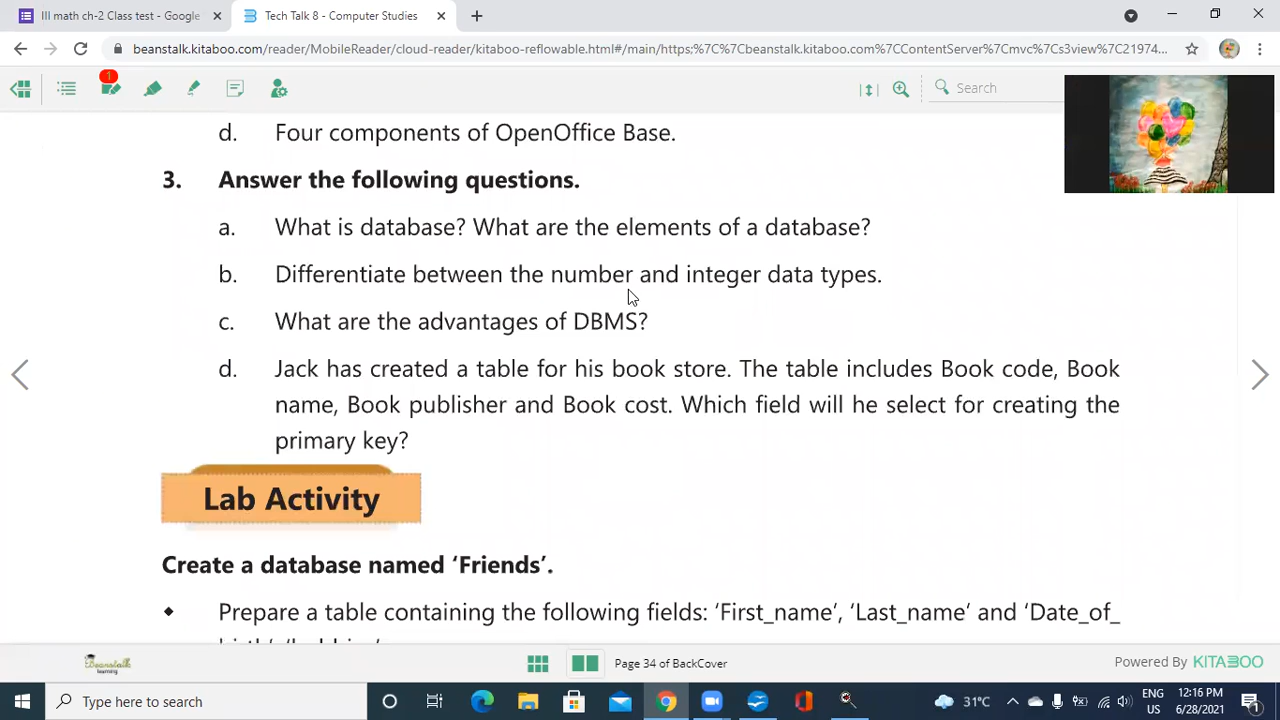 III math ch-2 Class test - Google
Tech Talk 8 - Computer Studies
beanstalk.kitaboo.com/reader/MobileReader/cloud-reader/kitaboo-reflowable.html#/main/https;%7C%7Cbeanstalk.kitaboo.com%7CContentServer%7Cmvc%7Cs3view%7C21974...
1
Search
d. Four components of OpenOffice Base.
3. Answer the following questions.
a. What is database? What are the elements of a database?
b. Differentiate between the number and integer data types.
c. What are the advantages of DBMS?
d. Jack has created a table for his book store. The table includes Book code, Book
name, Book publisher and Book cost. Which field will he select for creating the
primary key?
Lab Activity
Create a database named ‘Friends’.
Prepare a table containing the following fields: ‘First_name’, ‘Last_name’ and ‘Date_of_
Beanstalk
learning
Page 34 of BackCover
Powered By KITABOO
Type here to search
31°C
ENG
US
12:16 PM
6/28/2021
1